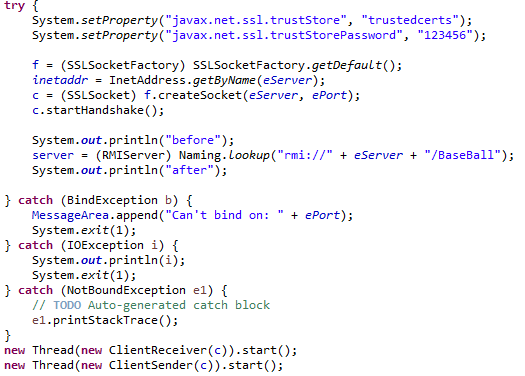 try {
System.setProperty("javax.net.ssl.trustStore", "trustedcerts");
System.setProperty("javax.net.ssl.trustStorePassword", "123456");
f = (SSLSocketFactory) SSLSocketFactory.getDefault();
inetaddr = InetAddress.getByName(eServer);
c = (SSLSocket) f.createSocket(eServer, ePort);
c.startHandshake();
System.out.println("before");
server = (RMIServer) Naming.lookup("rmi://" + eServer + "/BaseBall");
System.out.println("after");
} catch (BindException b) {
MessageArea.append("Can't bind on: " + ePort);
System.exit(1);
} catch (IOException i) {
System.out.println(i);
System.exit(1);
} catch (NotBoundException e1) {
// TODO Auto-generated catch block
e1.printStackTrace();
}
new Thread(new ClientReceiver(c)).start();
new Thread(new ClientSender(c)).start();